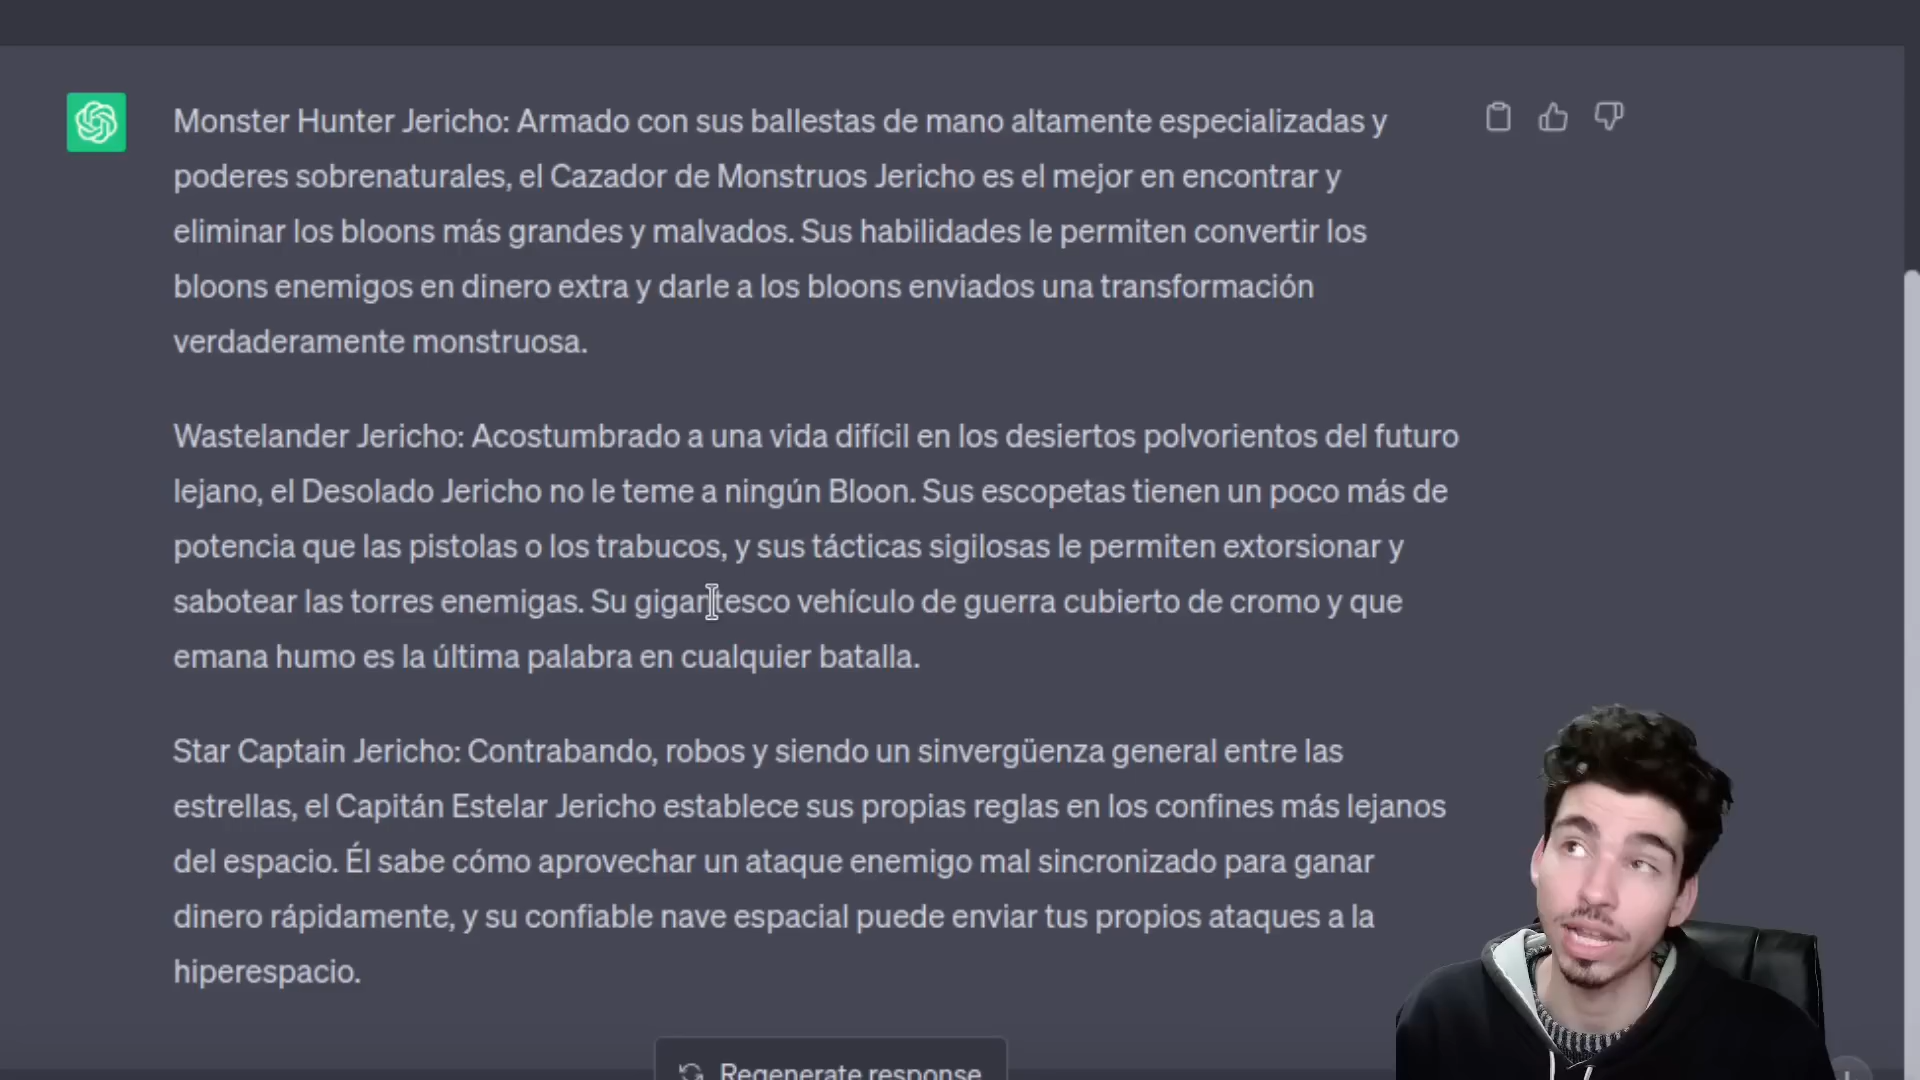 Monster Hunter Jericho: Armado con sus ballestas de mano altamente especializadas y
poderes sobrenaturales, el Cazador de Monstruos Jericho es el mejor en encontrar y
eliminar los bloons más grandes y malvados. Sus habilidades le permiten convertir los
bloons enemigos en dinero extra y darle a los bloons enviados una transformación
verdaderamente monstruosa.
Wastelander Jericho: Acostumbrado a una vida difícil en los desiertos polvorientos del futuro
lejano, el Desolado Jericho no le teme a ningún Bloon. Sus escopetas tienen un poco más de
potencia que las pistolas o los trabucos, y sus tácticas sigilosas le permiten extorsionar y
sabotear las torres enemigas. Su gigantesco vehículo de guerra cubierto de cromo y que
emana humo es la última palabra en cualquier batalla.
Star Captain Jericho: Contrabando, robos y siendo un sinvergüenza general entre las
estrellas, el Capitán Estelar Jericho establece sus propias reglas en los confines más lejanos
del espacio. Él sabe cómo aprovechar un ataque enemigo mal sincronizado para ganar
dinero rápidamente, y su confiable nave espacial puede enviar tus propios ataques a la
hiperespacio.
Regenerate response